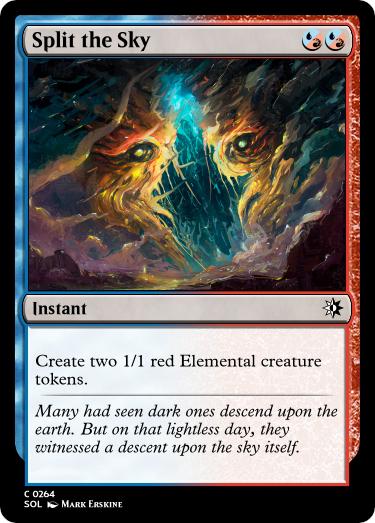 Split the Sky
Instant
Create two 1/1 red Elemental creature
tokens.
Many had seen dark ones descend upon the
earth. But on that lightless day, they
witnessed a descent upon the sky itself.
C 0264
SOL Mark Erskine